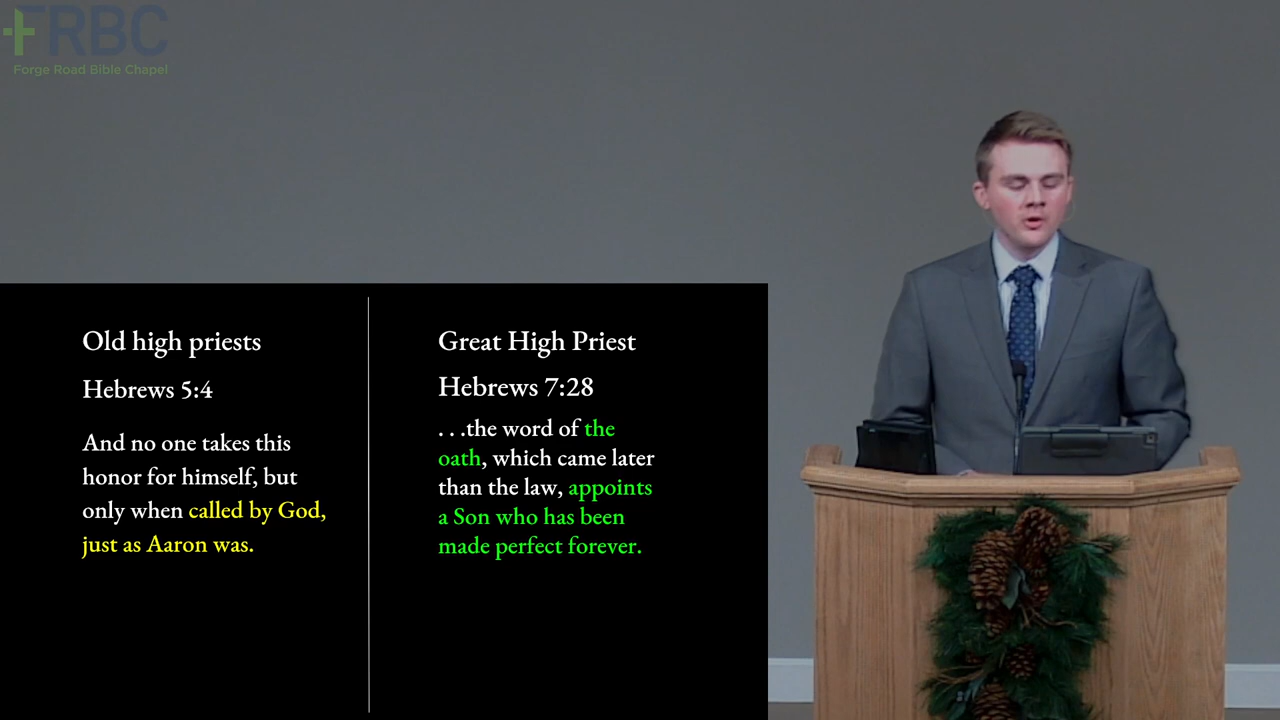 FRBC
Forge Road Bible Chapel
Old high priests
Hebrews 5:4
And no one takes this
honor for himself, but
only when called by God,
just as Aaron was.
Great High Priest
Hebrews 7:28
. . .the word of the
oath, which came later
than the law, appoints
a Son who has been
made perfect forever.